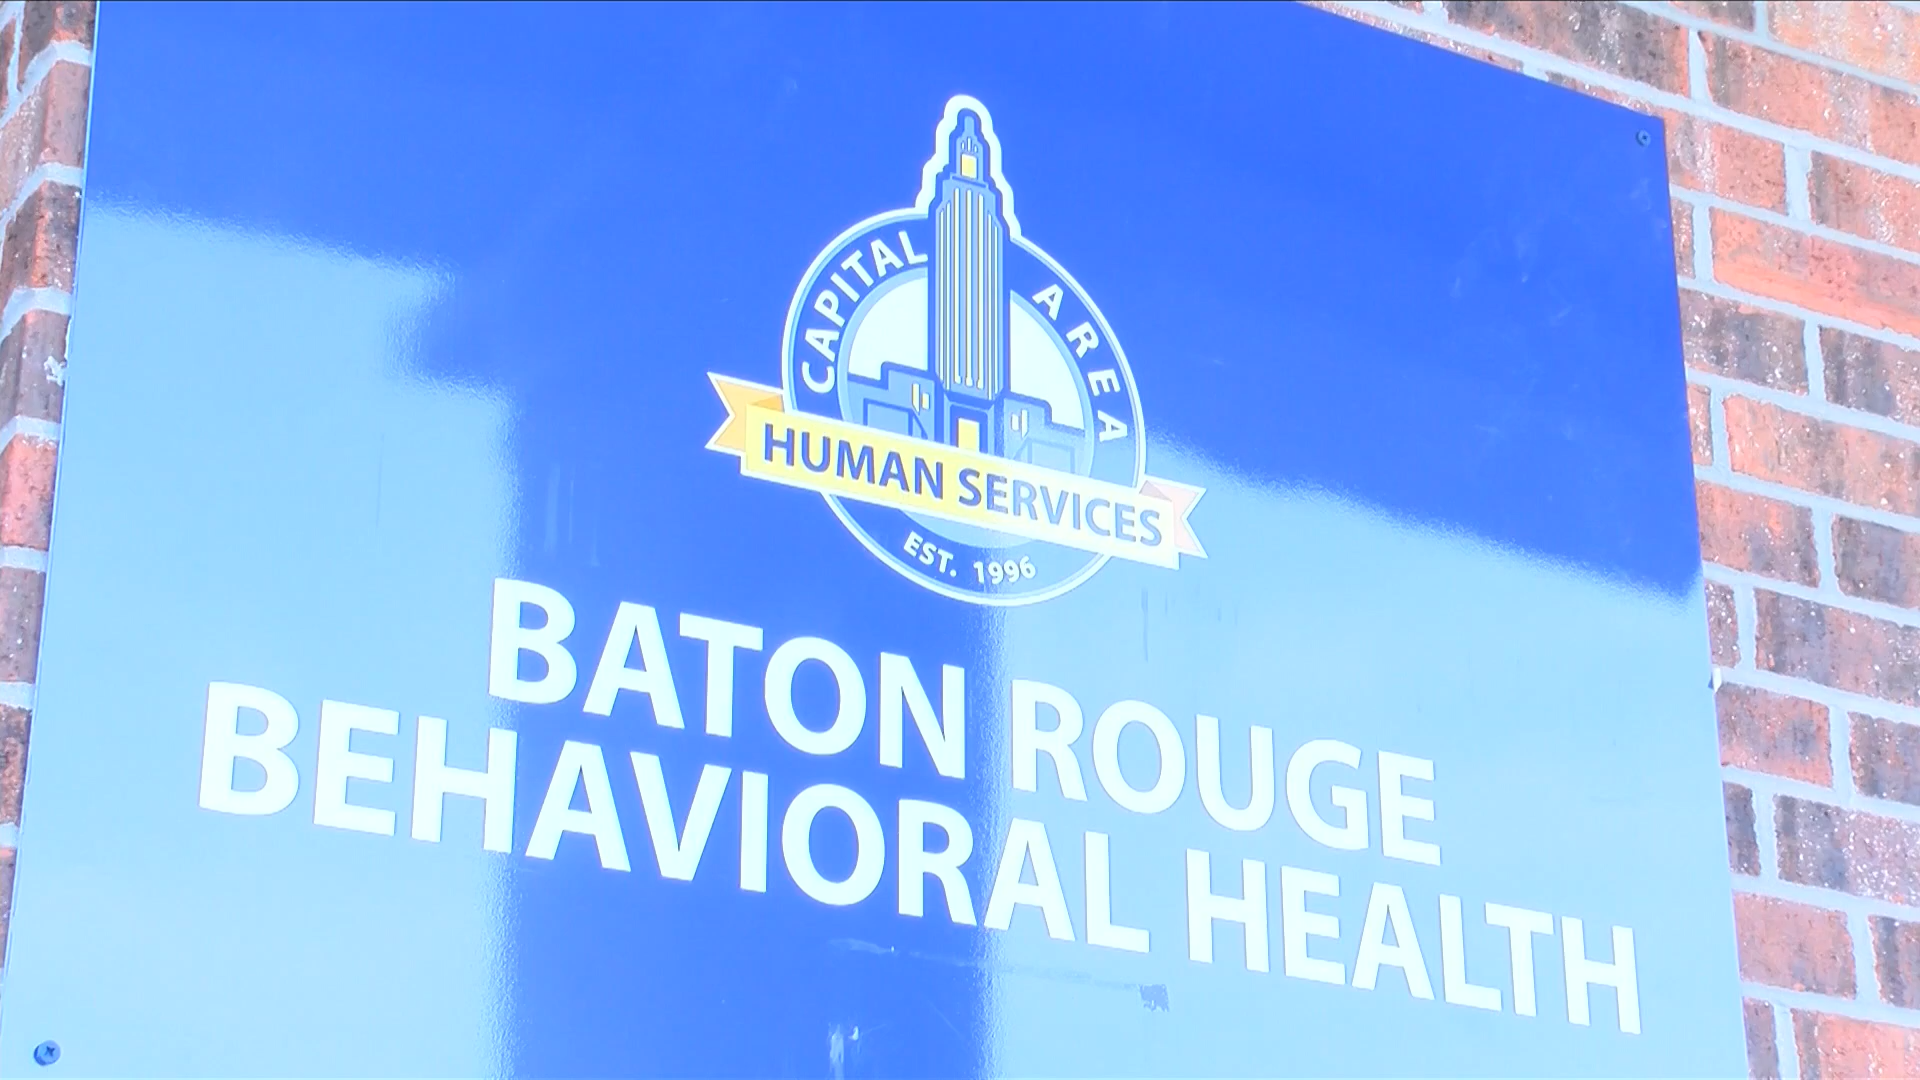 CAPITAL AREA
HUMAN SERVICES
EST. 1996
BATON ROUGE
BEHAVIORAL HEALTH